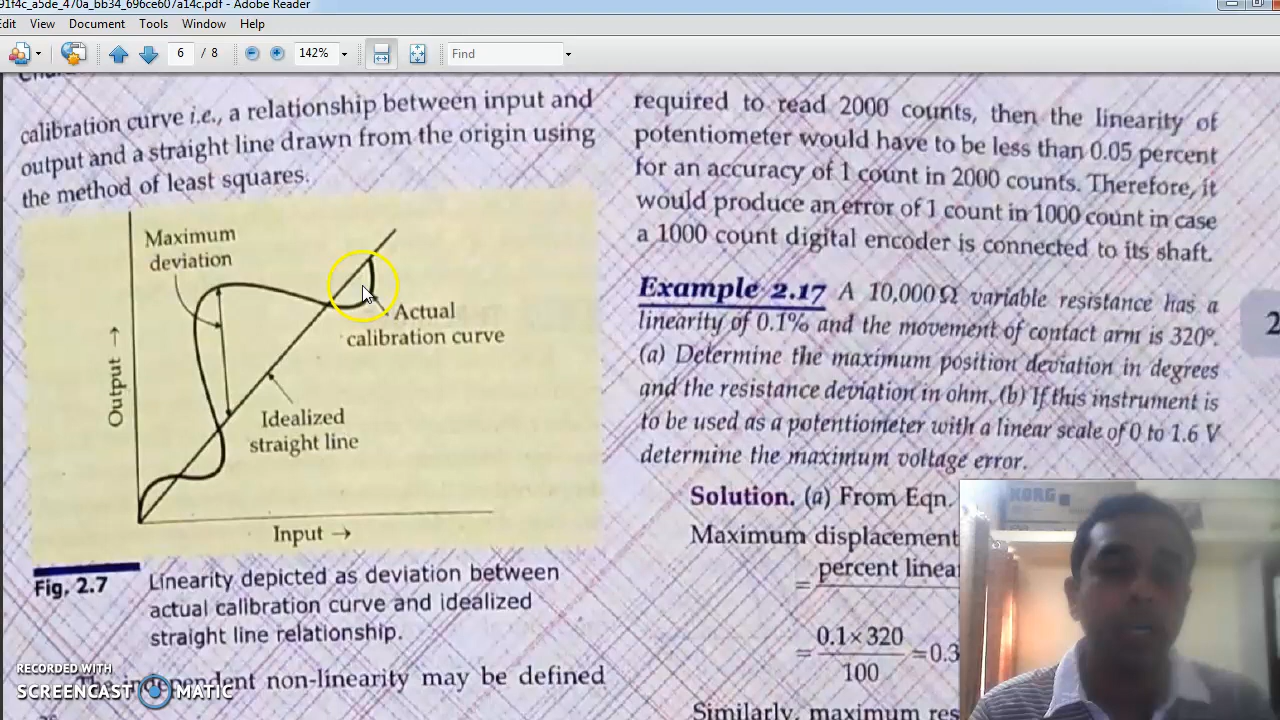 91f4c_a5de_470a_bb34_696ce607a14c.pdf - Adobe Reader
Edit View Document Tools Window Help
6 / 8 142% Find
calibration curve i.e., a relationship between input and
output and a straight line drawn from the origin using
the method of least squares.
Maximum
deviation
Actual
calibration curve
Output →
Idealized
straight line
Input →
Fig. 2.7 Linearity depicted as deviation between
actual calibration curve and idealized
straight line relationship.
The independent non-linearity may be defined
required to read 2000 counts, then the linearity of
potentiometer would have to be less than 0.05 percent
for an accuracy of 1 count in 2000 counts. Therefore, it
would produce an error of 1 count in 1000 count in case
a 1000 count digital encoder is connected to its shaft.
Example 2.17 A 10,000 Ω variable resistance has a
linearity of 0.1% and the movement of contact arm is 320°.
(a) Determine the maximum position deviation in degrees
and the resistance deviation in ohm. (b) If this instrument is
to be used as a potentiometer with a linear scale of 0 to 1.6 V
determine the maximum voltage error.
Solution. (a) From Eqn.
Maximum displacement
percent linea
=
= 0.1 × 320 / 100 = 0.3
Similarly, maximum res
2
KORG
RECORDED WITH
SCREENCAST MATIC